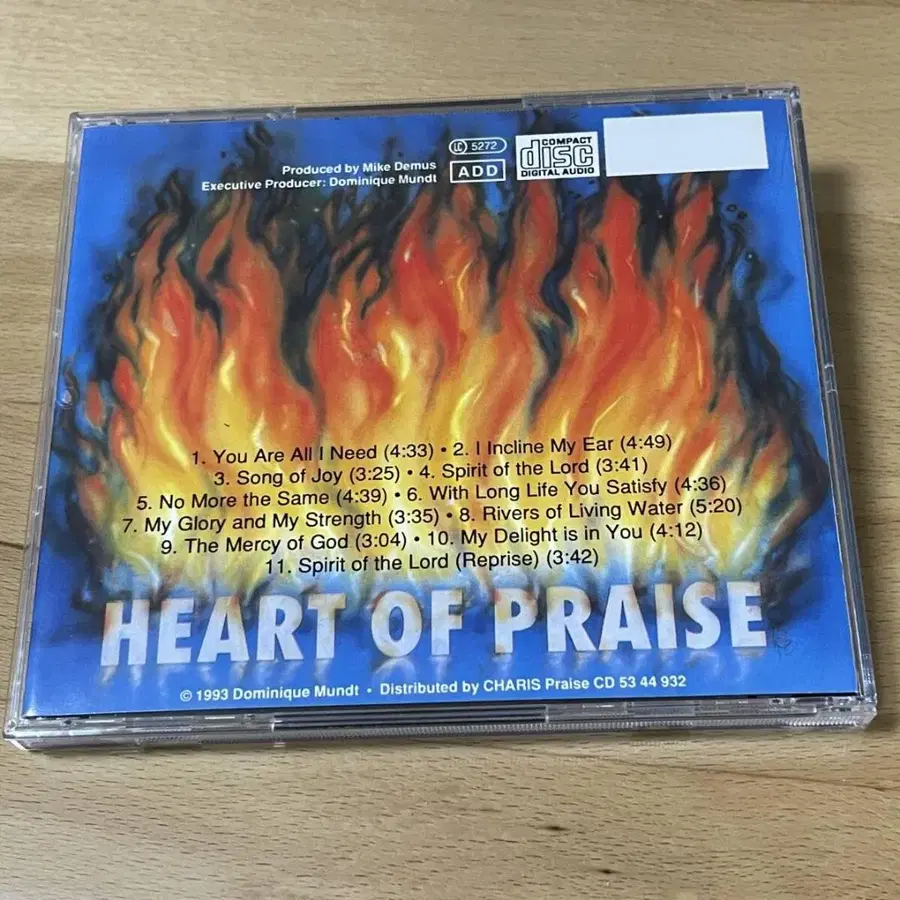 Produced by Mike Demus
Executive Producer: Dominique Mundt
LC 5272
ADD
COMPACT
disc
DIGITAL AUDIO
1. You Are All I Need (4:33) • 2. I Incline My Ear (4:49)
3. Song of Joy (3:25) • 4. Spirit of the Lord (3:41)
5. No More the Same (4:39) • 6. With Long Life You Satisfy (4:36)
7. My Glory and My Strength (3:35) • 8. Rivers of Living Water (5:20)
9. The Mercy of God (3:04) • 10. My Delight is in You (4:12)
11. Spirit of the Lord (Reprise) (3:42)
HEART OF PRAISE
© 1993 Dominique Mundt • Distributed by CHARIS Praise CD 53 44 932